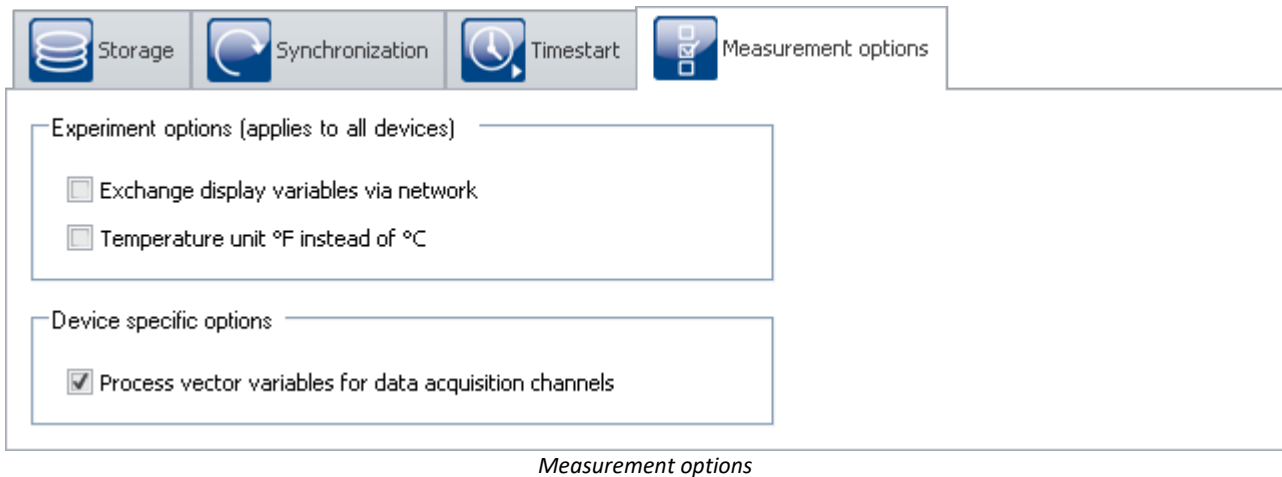 Storage Synchronization Timestart Measurement options
Experiment options (applies to all devices)
Exchange display variables via network
Temperature unit °F instead of °C
Device specific options
Process vector variables for data acquisition channels
Measurement options